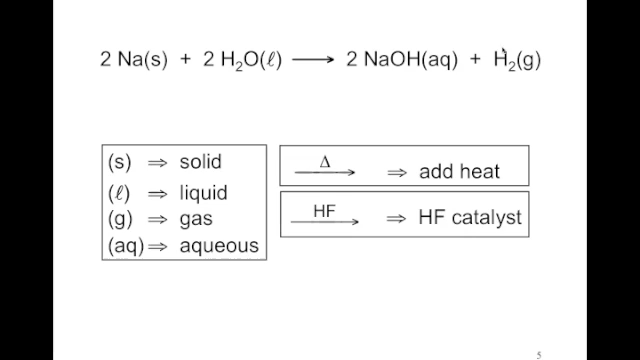 2 Na(s) + 2 H₂O(ℓ) ⟶ 2 NaOH(aq) + H₂(g)
(s) ⇒ solid
(ℓ) ⇒ liquid
(g) ⇒ gas
(aq) ⇒ aqueous
Δ
⟶ ⇒ add heat
HF
⟶ ⇒ HF catalyst
5